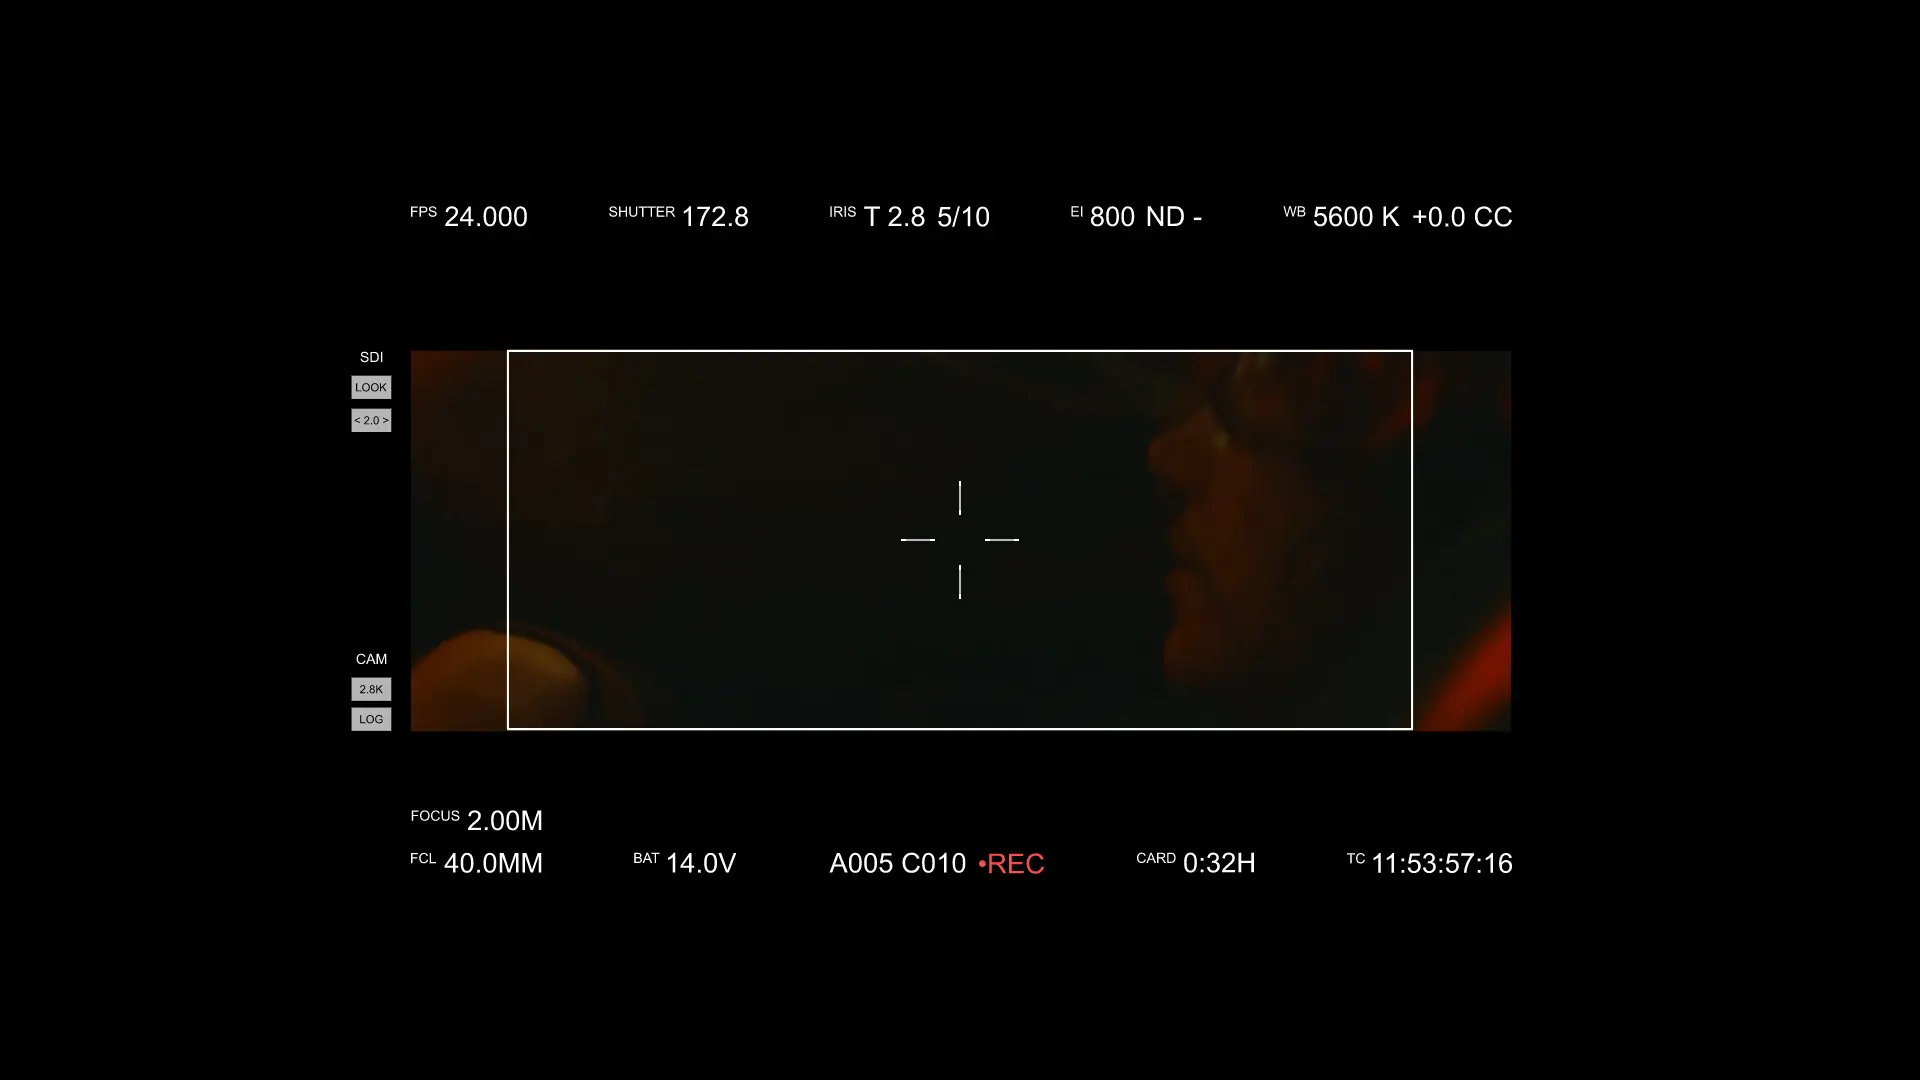 FPS 24.000 SHUTTER 172.8 IRIS T 2.8 5/10 EI 800 ND - WB 5600 K +0.0 CC
SDI
LOOK
< 2.0 >
CAM
2.8K
LOG
FOCUS 2.00M
FCL 40.0MM BAT 14.0V A005 C010 •REC CARD 0:32H TC 11:53:57:16